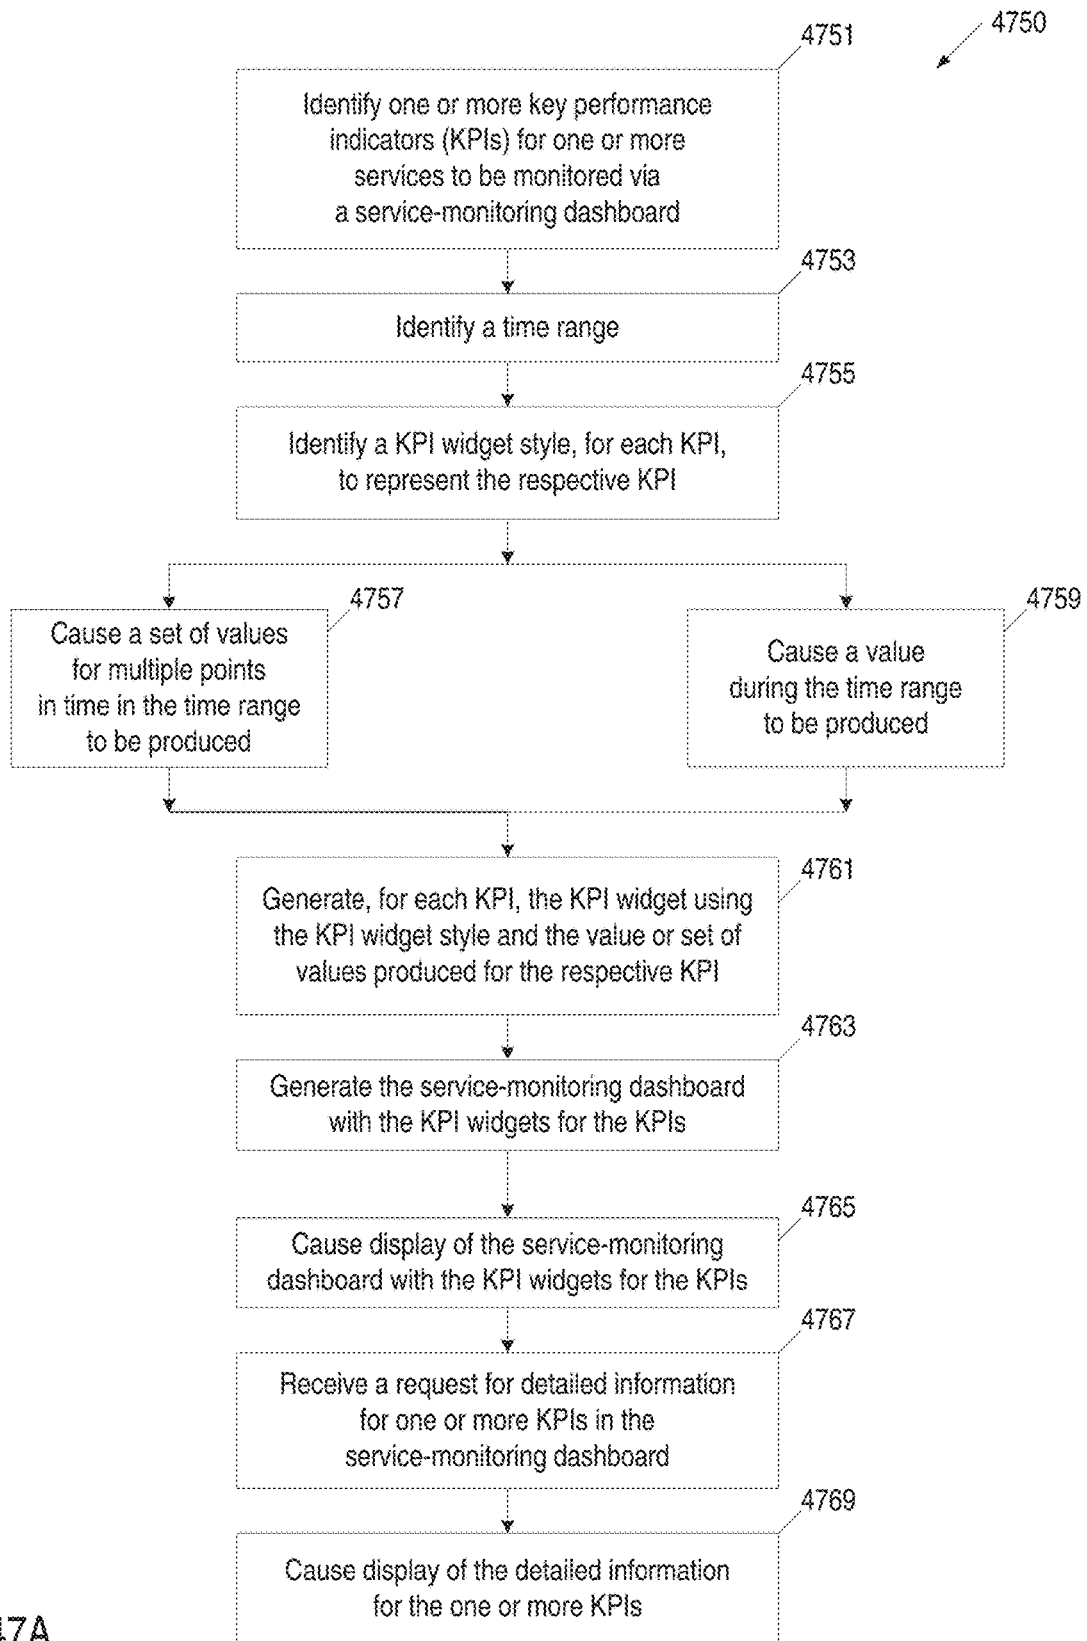 4750
4751
Identify one or more key performance
indicators (KPIs) for one or more
services to be monitored via
a service-monitoring dashboard
4753
Identify a time range
4755
Identify a KPI widget style, for each KPI,
to represent the respective KPI
4757
Cause a set of values
for multiple points
in time in the time range
to be produced
4759
Cause a value
during the time range
to be produced
4761
Generate, for each KPI, the KPI widget using
the KPI widget style and the value or set of
values produced for the respective KPI
4763
Generate the service-monitoring dashboard
with the KPI widgets for the KPIs
4765
Cause display of the service-monitoring
dashboard with the KPI widgets for the KPIs
4767
Receive a request for detailed information
for one or more KPIs in the
service-monitoring dashboard
4769
Cause display of the detailed information
for the one or more KPIs
47A